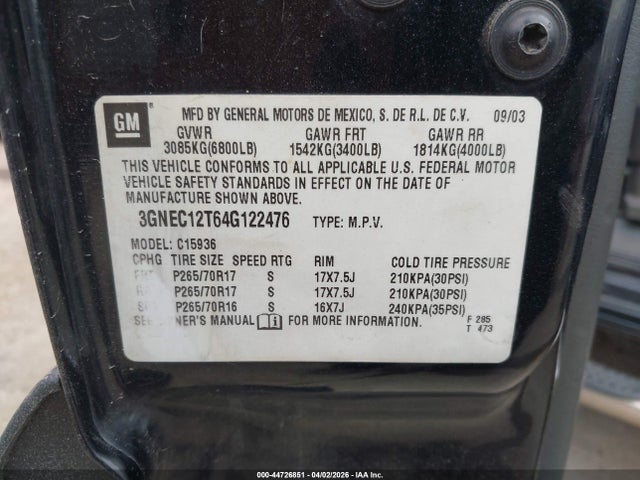 GM
MFD BY GENERAL MOTORS DE MEXICO, S. DE R.L. DE C.V. 09/03
GVWR GAWR FRT GAWR RR
3085KG(6800LB) 1542KG(3400LB) 1814KG(4000LB)
THIS VEHICLE CONFORMS TO ALL APPLICABLE U.S. FEDERAL MOTOR
VEHICLE SAFETY STANDARDS IN EFFECT ON THE DATE OF
MANUFACTURE SHOWN ABOVE.
3GNEC12T64G122476 TYPE: M.P.V.
MODEL: C15936
CPHG TIRE SIZE SPEED RTG RIM COLD TIRE PRESSURE
P265/70R17 S 17X7.5J 210KPA(30PSI)
P265/70R17 S 17X7.5J 210KPA(30PSI)
P265/70R16 S 16X7J 240KPA(35PSI)
MANUAL FOR MORE INFORMATION.
F 285
T 473
000-44726851 - 04/02/2026 - IAA Inc.